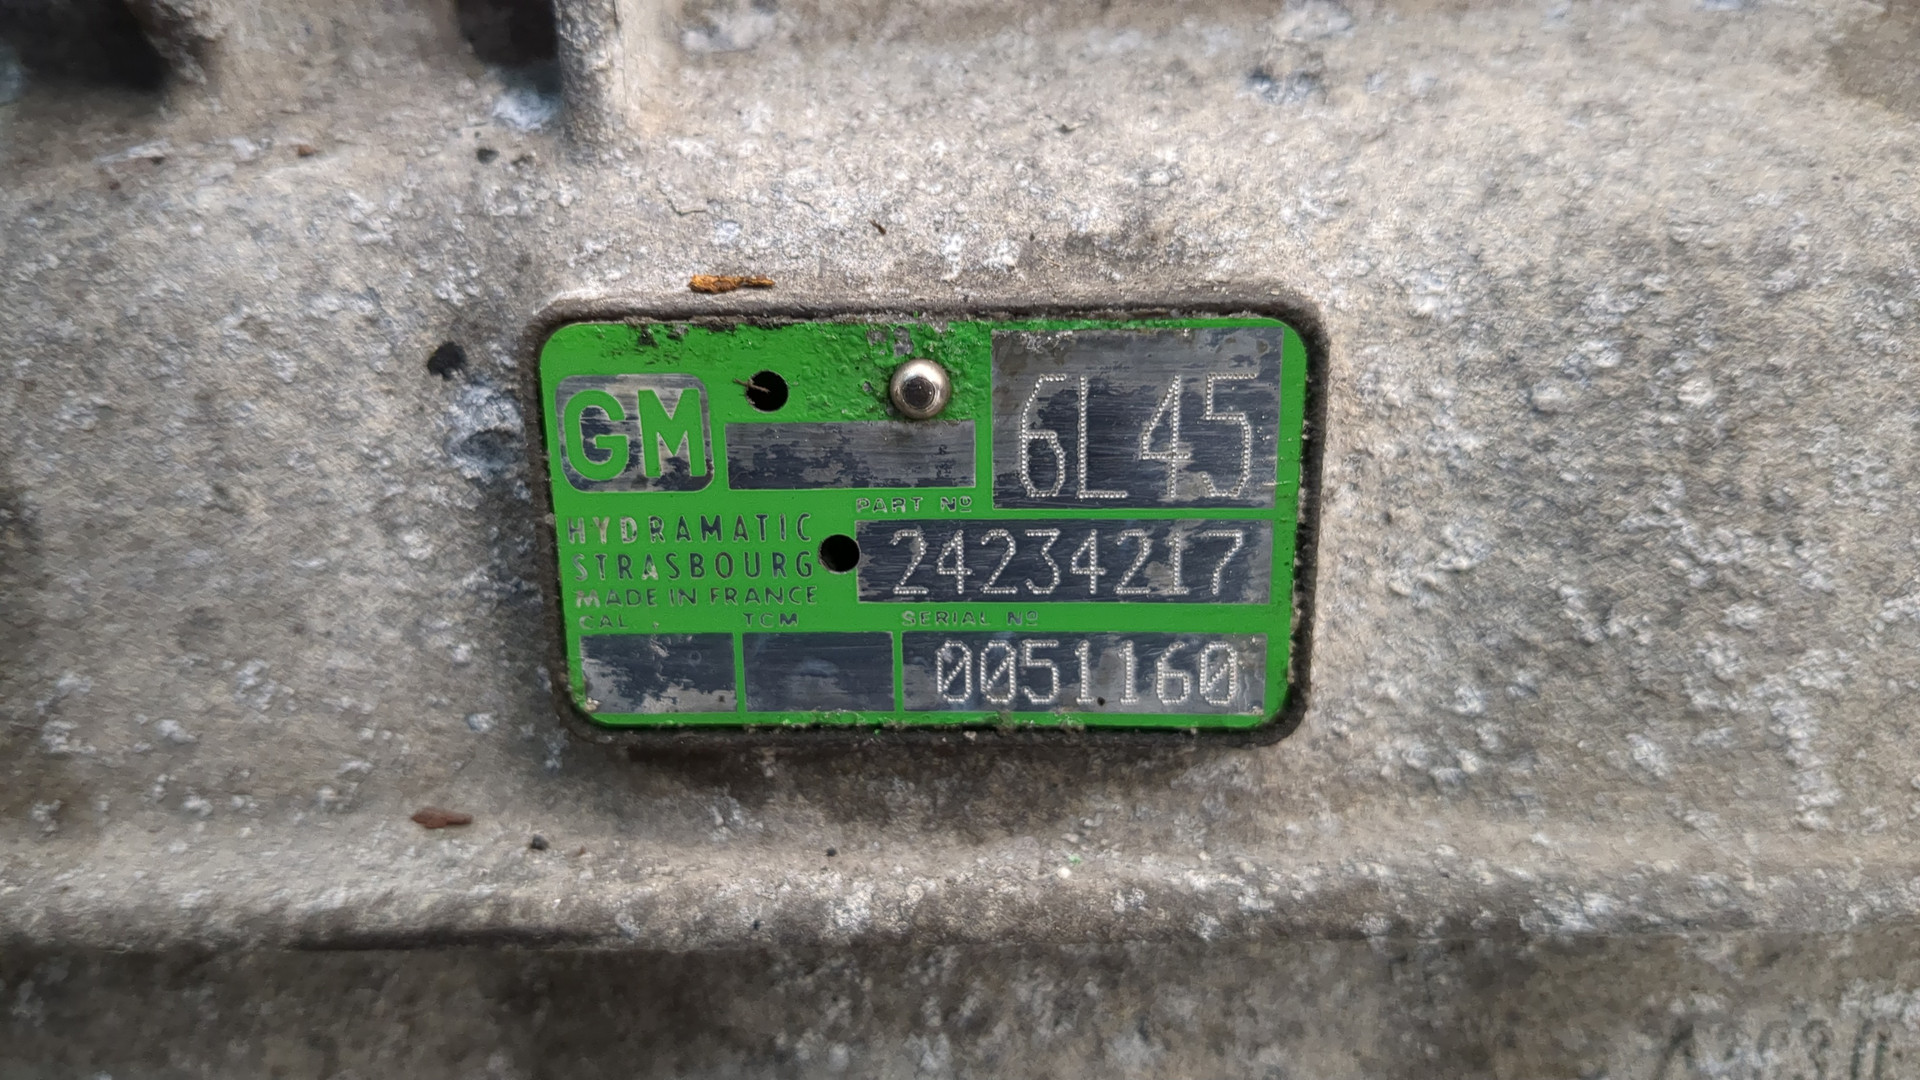 GM
6L45
PART Nº
HYDRAMATIC
STRASBOURG
24234217
MADE IN FRANCE
CAL. TCM SERIAL Nº
0051160